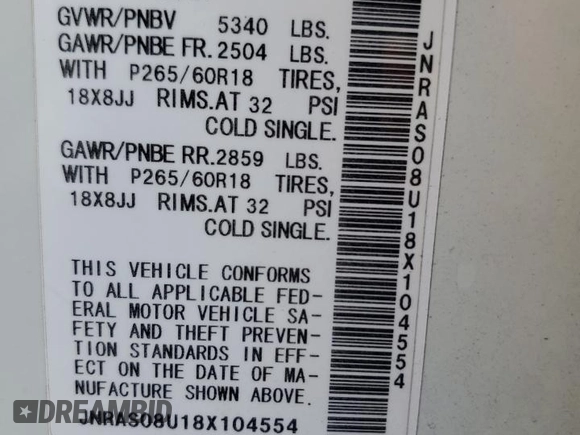 GVWR/PNBV 5340 LBS.
GAWR/PNBE FR. 2504 LBS.
WITH P265/60R18 TIRES,
18X8JJ RIMS. AT 32 PSI
COLD SINGLE.
GAWR/PNBE RR. 2859 LBS.
WITH P265/60R18 TIRES,
18X8JJ RIMS. AT 32 PSI
COLD SINGLE.
THIS VEHICLE CONFORMS
TO ALL APPLICABLE FED-
ERAL MOTOR VEHICLE SA-
FETY AND THEFT PREVEN-
TION STANDARDS IN EFF-
ECT ON THE DATE OF MA-
NUFACTURE SHOWN ABOVE.
JNRAS08U18X104554
JNRAS08U18X104554
DREAMBID